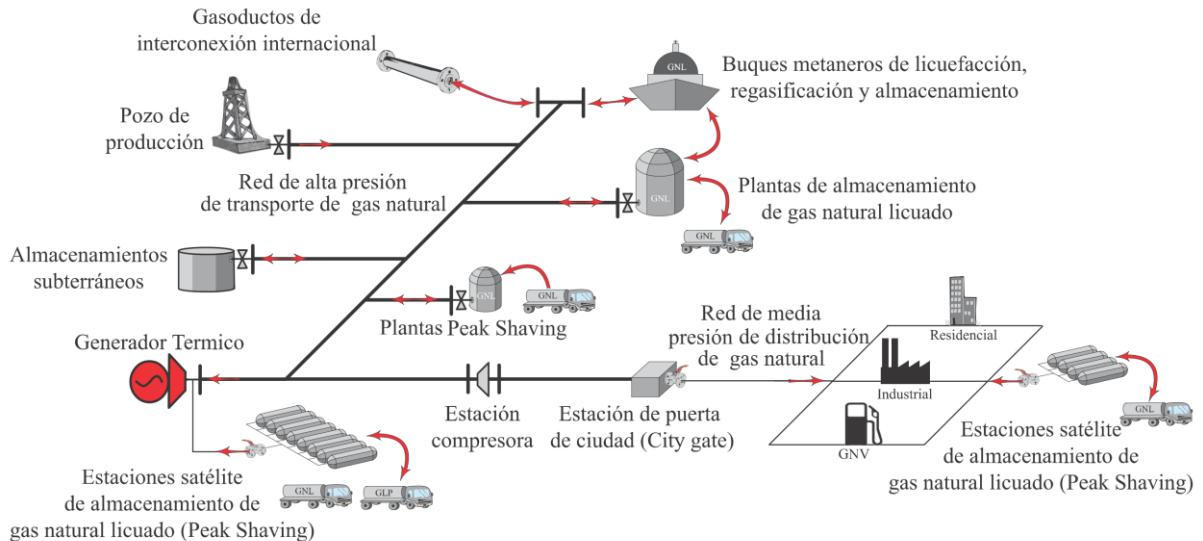 Gasoductos de
interconexión internacional
GNL
Buques metaneros de licuefacción,
regasificación y almacenamiento
Pozo de
producción
Red de alta presión
de transporte de gas natural
GNL
Plantas de almacenamiento
de gas natural licuado
GNL
Almacenamientos
subterráneos
GNL
GNL
Plantas Peak Shaving
Generador Termico
Red de media
presión de distribución
de gas natural
Residencial
Industrial
GNV
Estación
compresora
Estación de puerta
de ciudad (City gate)
GNL
Estaciones satélite
de almacenamiento de
gas natural licuado (Peak Shaving)
GNL
GLP
Estaciones satélite
de almacenamiento de
gas natural licuado (Peak Shaving)